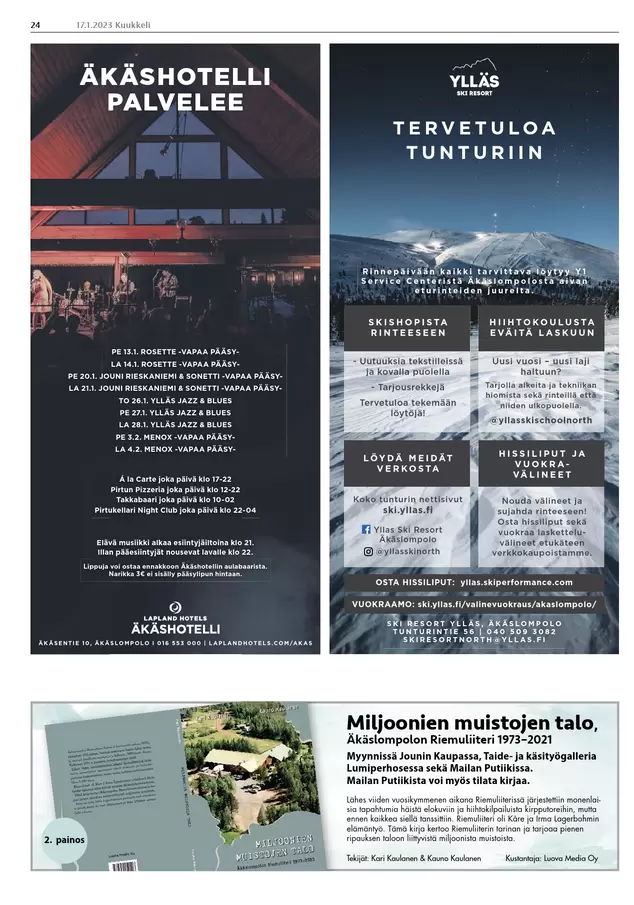 24
17.1.2023 Kuukkeli
ÄKÄSHOTELLI
PALVELEE
PE 13.1. ROSETTE -VAPAA PÄÄSY-
LA 14.1. ROSETTE -VAPAA PÄÄSY-
PE 20.1. JOUNI RIESKANIEMI & SONETTI -VAPAA PÄÄSY-
LA 21.1. JOUNI RIESKANIEMI & SONETTI -VAPAA PÄÄSY-
TO 26.1. YLLÄS JAZZ & BLUES
PE 27.1. YLLÄS JAZZ & BLUES
LA 28.1. YLLÄS JAZZ & BLUES
PE 3.2. MENOX -VAPAA PÄÄSY-
LA 4.2. MENOX -VAPAA PÄÄSY-
Á la Carte joka päivä klo 17-22
Pirtun Pizzeria joka päivä klo 12-22
Takkabaari joka päivä klo 10-02
Pirtukellari Night Club joka päivä klo 22-04
Elävä musiikki alkaa esiintyjäiltoina klo 21.
Illan pääesiintyjät nousevat lavalle klo 22.
Lippuja voi ostaa ennakkoon Äkäshotellin aulabaarista.
Narikka 3€ ei sisälly pääsylipun hintaan.
LAPLAND HOTELS
ÄKÄSHOTELLI
ÄKÄSENTIE 10, ÄKÄSLOMPOLO I 016 553 000 | LAPLANDHOTELS.COM/AKAS
YLLÄS
SKI RESORT
TERVETULOA
TUNTURIIN
Rinnepäivään kaikki tarvittava löytyy Y1
Service Centeristä Äkäslompolosta aivan
eturinteiden juurelta.
SKISHOPISTA
RINTEESEEN
- Uutuuksia tekstiileissä
ja kovalla puolella
- Tarjousrekkejä
Tervetuloa tekemään
löytöjä!
HIIHTOKOULUSTA
EVÄITÄ LASKUUN
Uusi vuosi – uusi laji
haltuun?
Tarjolla alkeita ja tekniikan
hiomista sekä rinteillä että
niiden ulkopuolella.
@yllasskischoolnorth
LÖYDÄ MEIDÄT
VERKOSTA
Koko tunturin nettisivut
ski.yllas.fi
Yllas Ski Resort
Äkäslompolo
@yllasskinorth
HISSILIPUT JA
VUOKRA-
VÄLINEET
Nouda välineet ja
sujahda rinteeseen!
Osta hissiliput sekä
vuokraa laskettelu-
välineet etukäteen
verkkokaupoistamme.
OSTA HISSILIPUT: yllas.skiperformance.com
VUOKRAAMO: ski.yllas.fi/valinevuokraus/akaslompolo/
SKI RESORT YLLÄS, ÄKÄSLOMPOLO
TUNTURINTIE 56 | 040 509 3082
SKIRESORTNORTH@YLLAS.FI
2. painos
MILJOONIEN
MUISTOJEN TALO
Äkäslompolon Riemuliiteri 1973-2021
Miljoonien muistojen talo,
Äkäslompolon Riemuliiteri 1973–2021
Myynnissä Jounin Kaupassa, Taide- ja käsityögalleria
Lumiperhosessa sekä Mailan Putiikissa.
Mailan Putiikista voi myös tilata kirjaa.
Lähes viiden vuosikymmenen aikana Riemuliiterissä järjestettiin monenlai-
sia tapahtumia häistä elokuviin ja hiihtokilpailuista kirpputoreihin, mutta
ennen kaikkea siellä tanssittiin. Riemuliiteri oli Kåre ja Irma Lagerbohmin
elämäntyö. Tämä kirja kertoo Riemuliiterin tarinan ja tarjoaa pienen
ripauksen taloon liittyvistä miljoonista muistoista.
Tekijät: Kari Kaulanen & Kauno Kaulanen
Kustantaja: Luova Media Oy